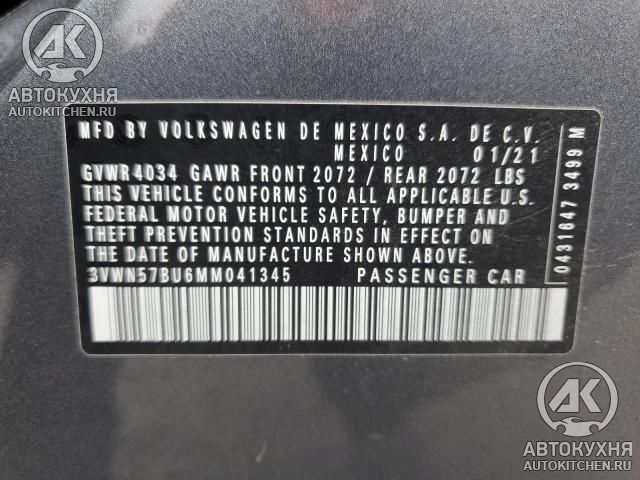 АК
АВТОКУХНЯ
AUTOKITCHEN.RU
MFD BY VOLKSWAGEN DE MEXICO S.A. DE C.V.
MEXICO 01/21
GVWR4034 GAWR FRONT 2072 / REAR 2072 LBS
THIS VEHICLE CONFORMS TO ALL APPLICABLE U.S.
FEDERAL MOTOR VEHICLE SAFETY, BUMPER AND
THEFT PREVENTION STANDARDS IN EFFECT ON
THE DATE OF MANUFACTURE SHOWN ABOVE.
3VWN57BU6MM041345 PASSENGER CAR
0431647 3499 M
АК
АВТОКУХНЯ
AUTOKITCHEN.RU